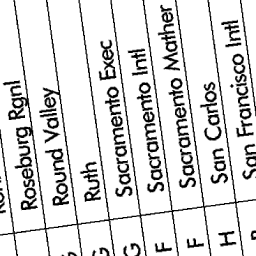 Roseburg Rgnl
Round Valley
Ruth G
Sacramento Exec G
Sacramento Intl F
Sacramento Mather F
San Carlos H
San Francisco Intl